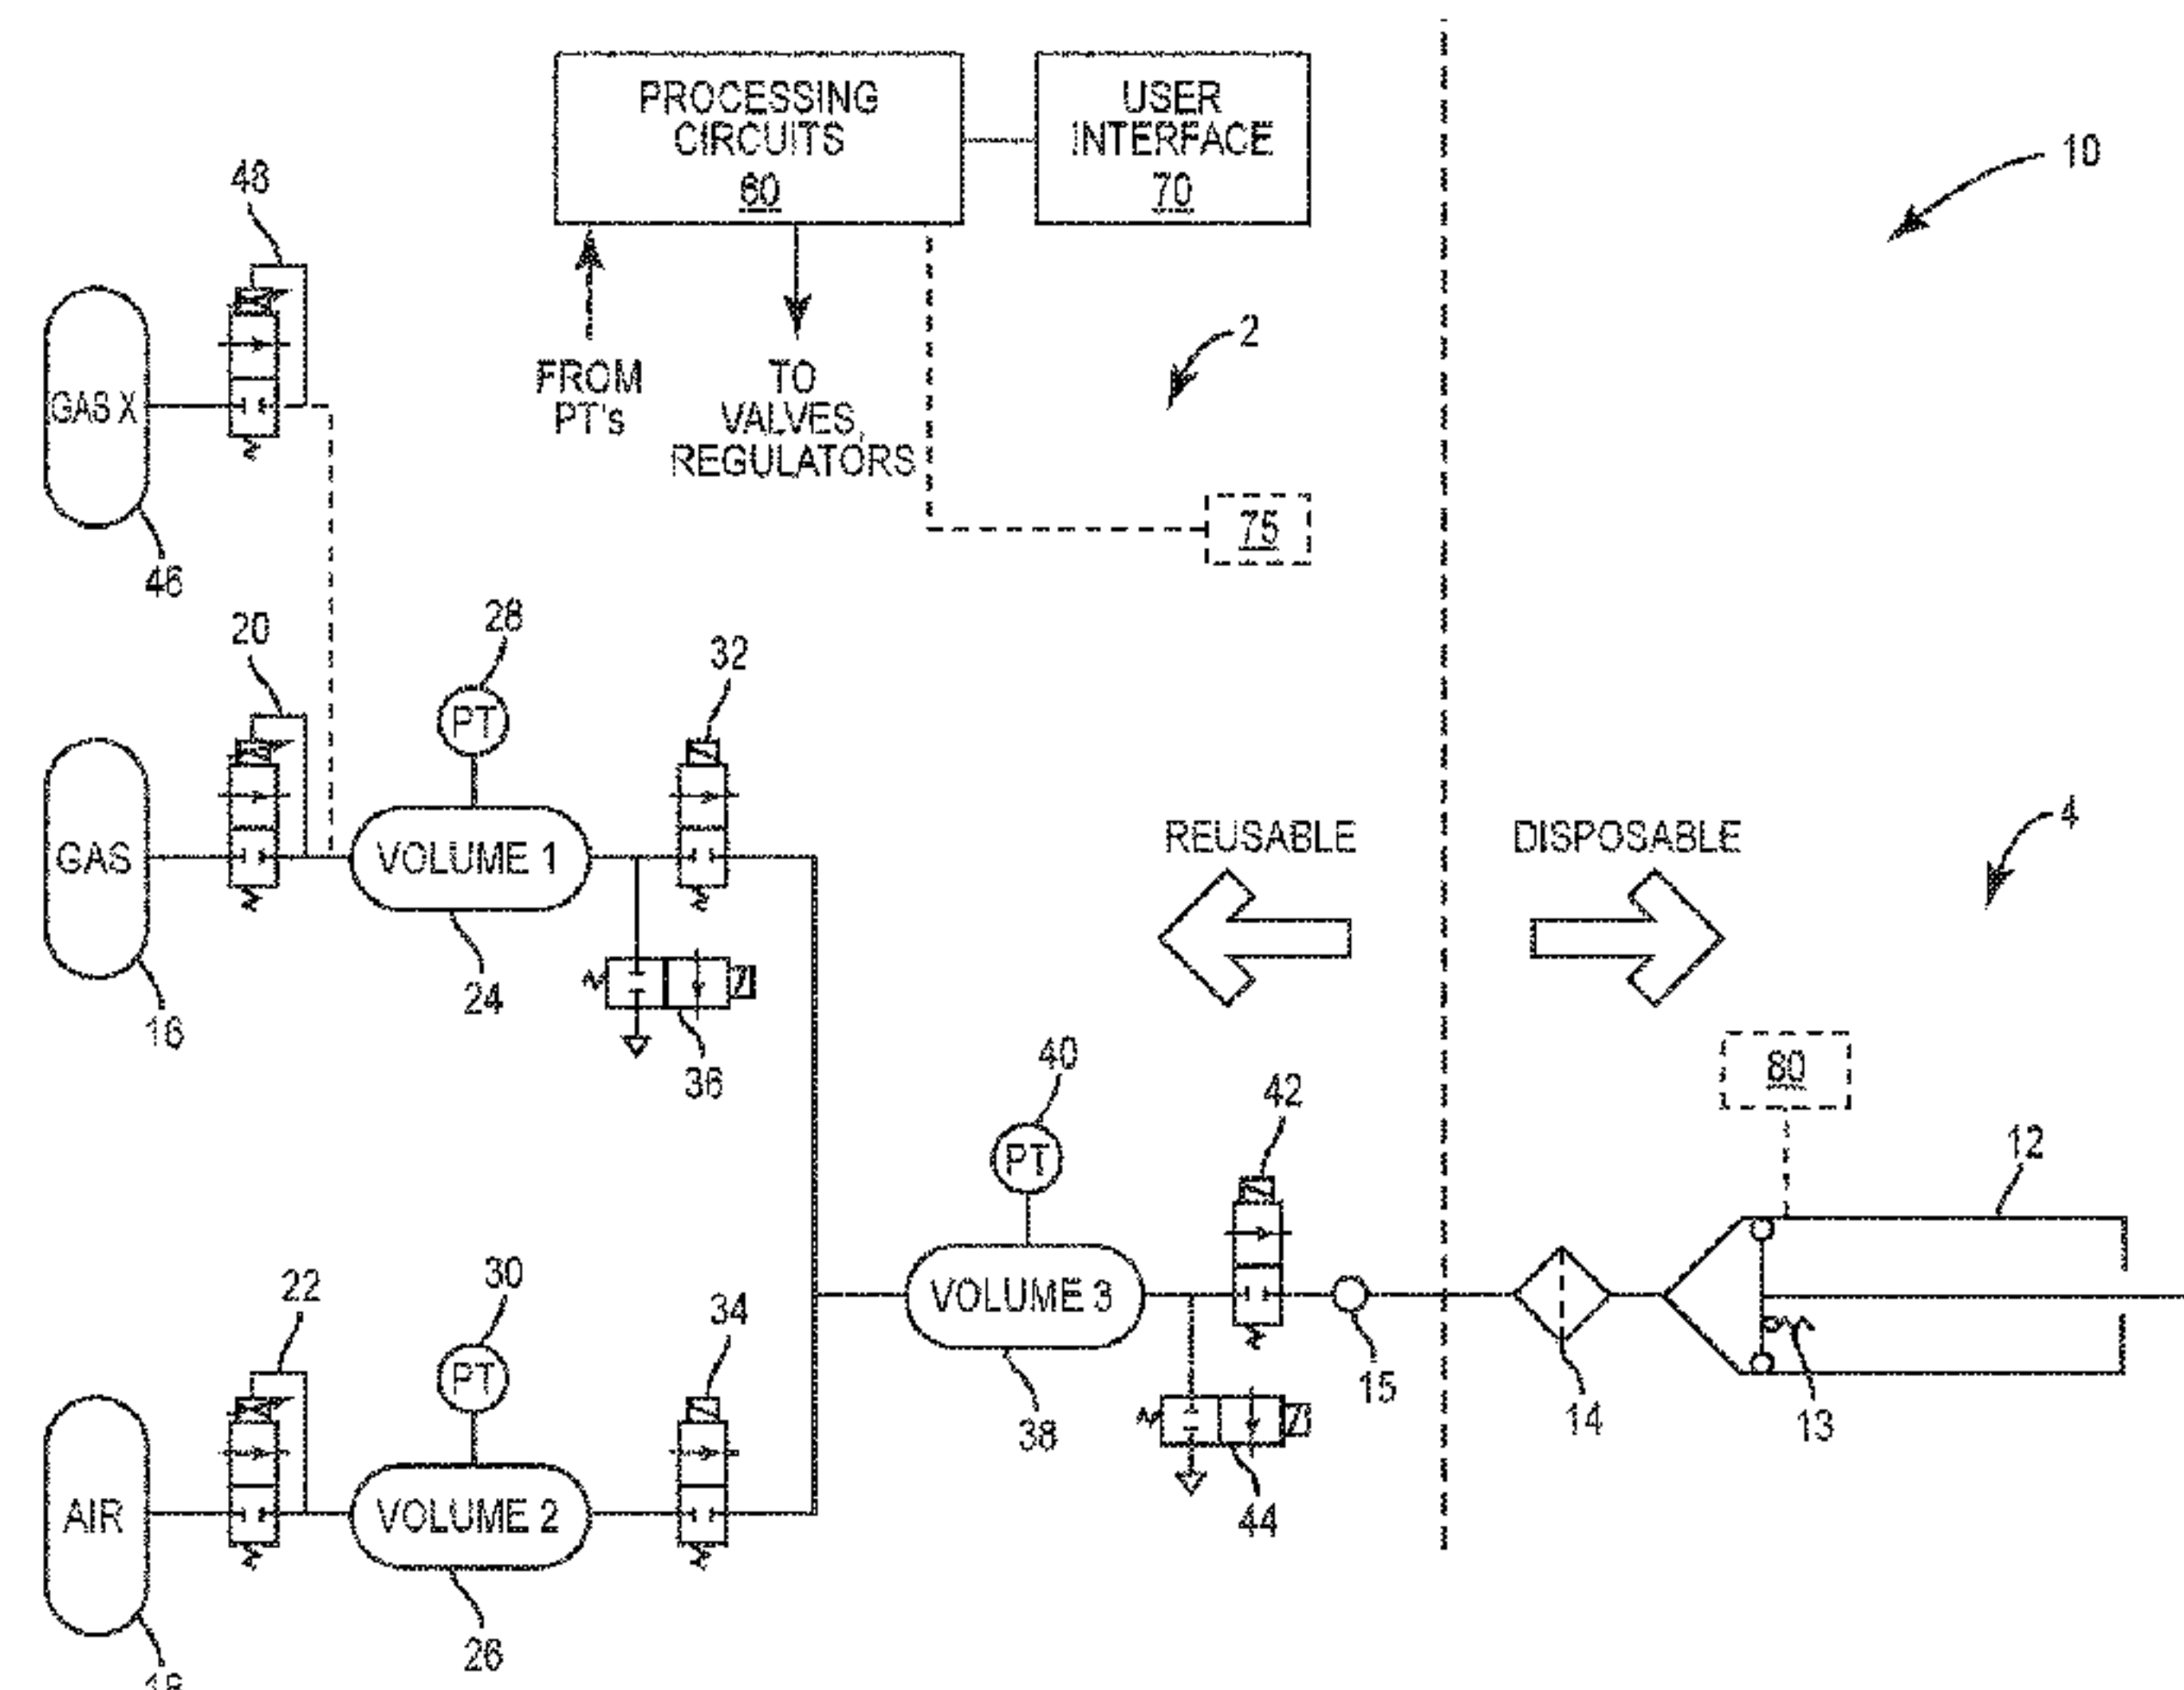 PROCESSING
CIRCUITS
60
USER
INTERFACE
70
10
48
2
FROM
PT's
TO
VALVES,
REGULATORS
GAS X
75
46
28
20
32
PT
4
REUSABLE
DISPOSABLE
GAS
VOLUME 1
24
16
36
40
80
42
12
PT
22
30
34
VOLUME 3
PT
15
14
13
38
44
AIR
VOLUME 2
26
18